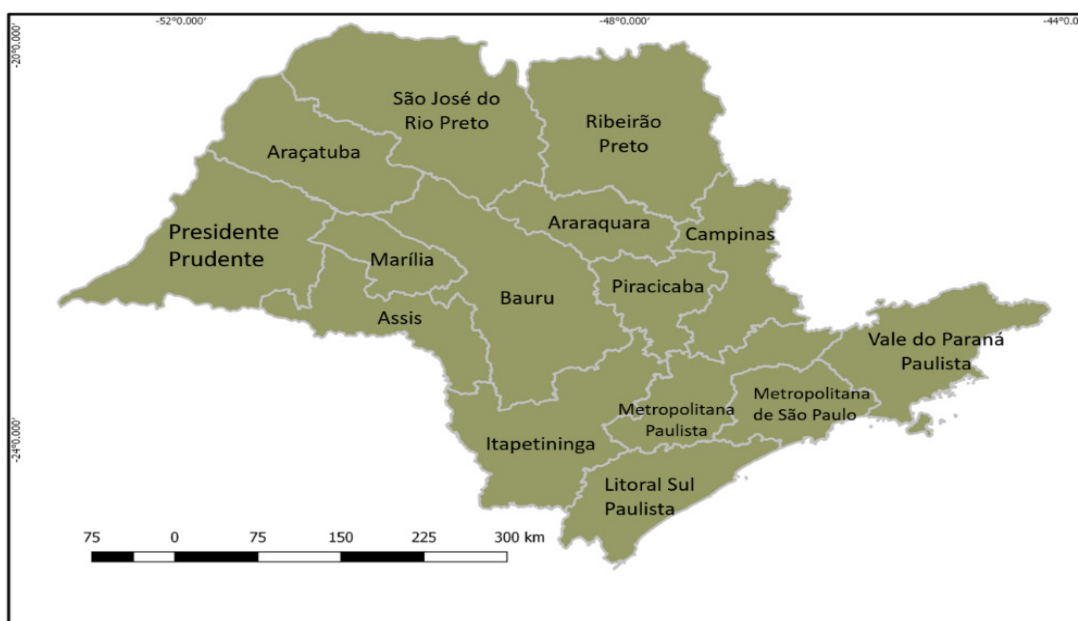 -52°0.000'
-48°0.000'
-44°0.0
-20°0.000'
São José do
Rio Preto
Ribeirão
Preto
Araçatuba
Araraquara
Campinas
Presidente
Prudente
Marília
Piracicaba
Bauru
Assis
Vale do Paraná
Paulista
Metropolitana
de São Paulo
Metropolitana
Paulista
-24°0.000'
Itapetininga
Litoral Sul
Paulista
75 0 75 150 225 300 km